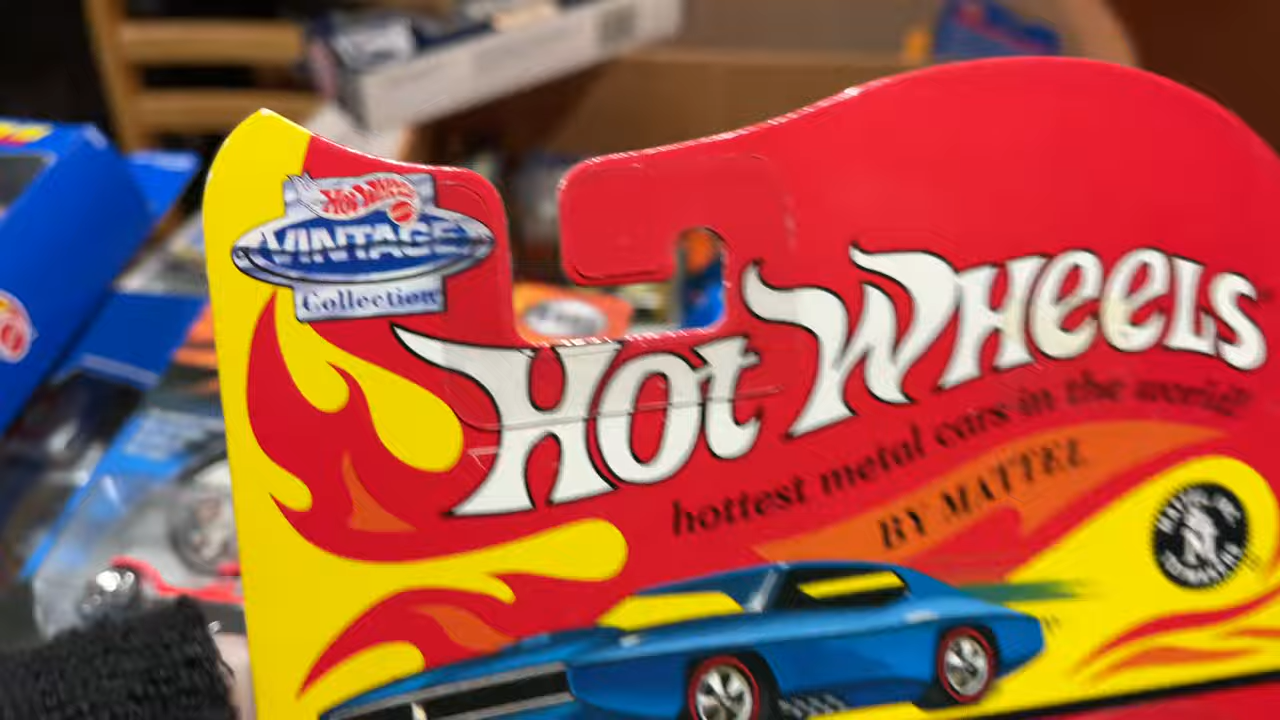 Hot Wheels
VINTAGE
Collection
Hot Wheels
hottest metal cars in the world!
BY MATTEL